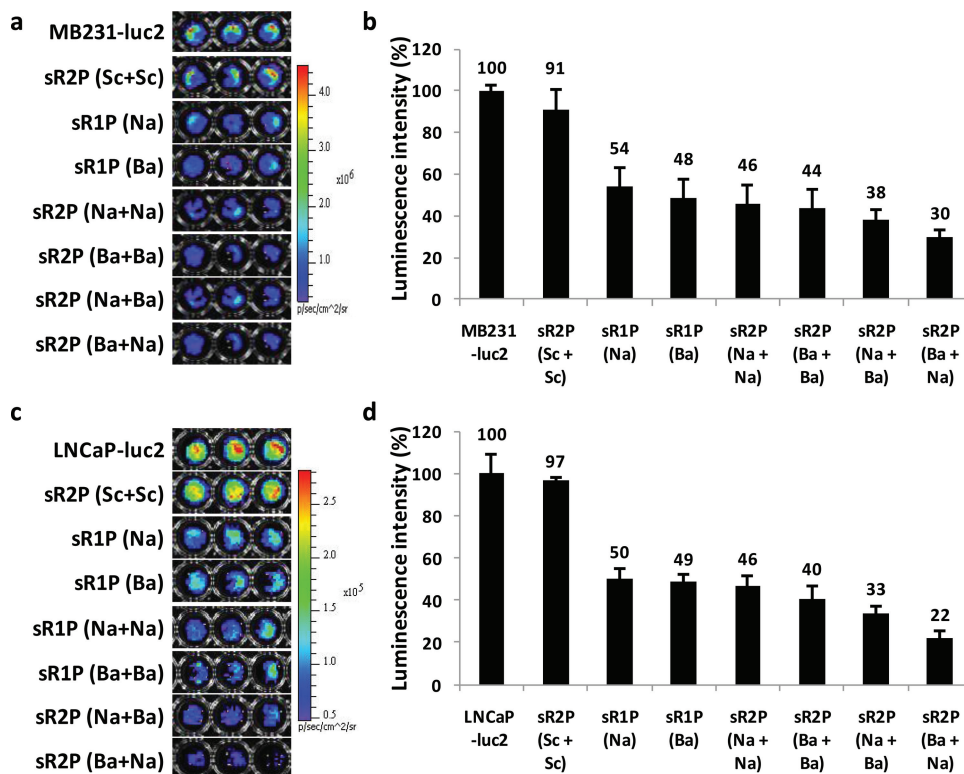 a
MB231-luc2
sR2P (Sc+Sc)
sR1P (Na)
sR1P (Ba)
sR2P (Na+Na)
sR2P (Ba+Ba)
sR2P (Na+Ba)
sR2P (Ba+Na)
4.0
3.0
x10^6
2.0
1.0
p/sec/cm^2/sr
b
Luminescence intensity (%)
120
100
80
60
40
20
0
100
91
54
48
46
44
38
30
MB231
-luc2
sR2P
(Sc +
Sc)
sR1P
(Na)
sR1P
(Ba)
sR2P
(Na +
Na)
sR2P
(Ba +
Ba)
sR2P
(Na +
Ba)
sR2P
(Ba +
Na)
c
LNCaP-luc2
sR2P (Sc+Sc)
sR1P (Na)
sR1P (Ba)
sR1P (Na+Na)
sR1P (Ba+Ba)
sR2P (Na+Ba)
sR2P (Ba+Na)
2.5
2.0
x10^5
1.5
1.0
0.5
p/sec/cm^2/sr
d
Luminescence intensity (%)
120
100
80
60
40
20
0
100
97
50
49
46
40
33
22
LNCaP
-luc2
sR2P
(Sc +
Sc)
sR1P
(Na)
sR1P
(Ba)
sR2P
(Na +
Na)
sR2P
(Ba +
Ba)
sR2P
(Na +
Ba)
sR2P
(Ba +
Na)